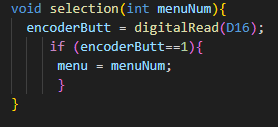 void selection(int menuNum){
  encoderButt = digitalRead(D16);
     if (encoderButt==1){
      menu = menuNum;
      }
}